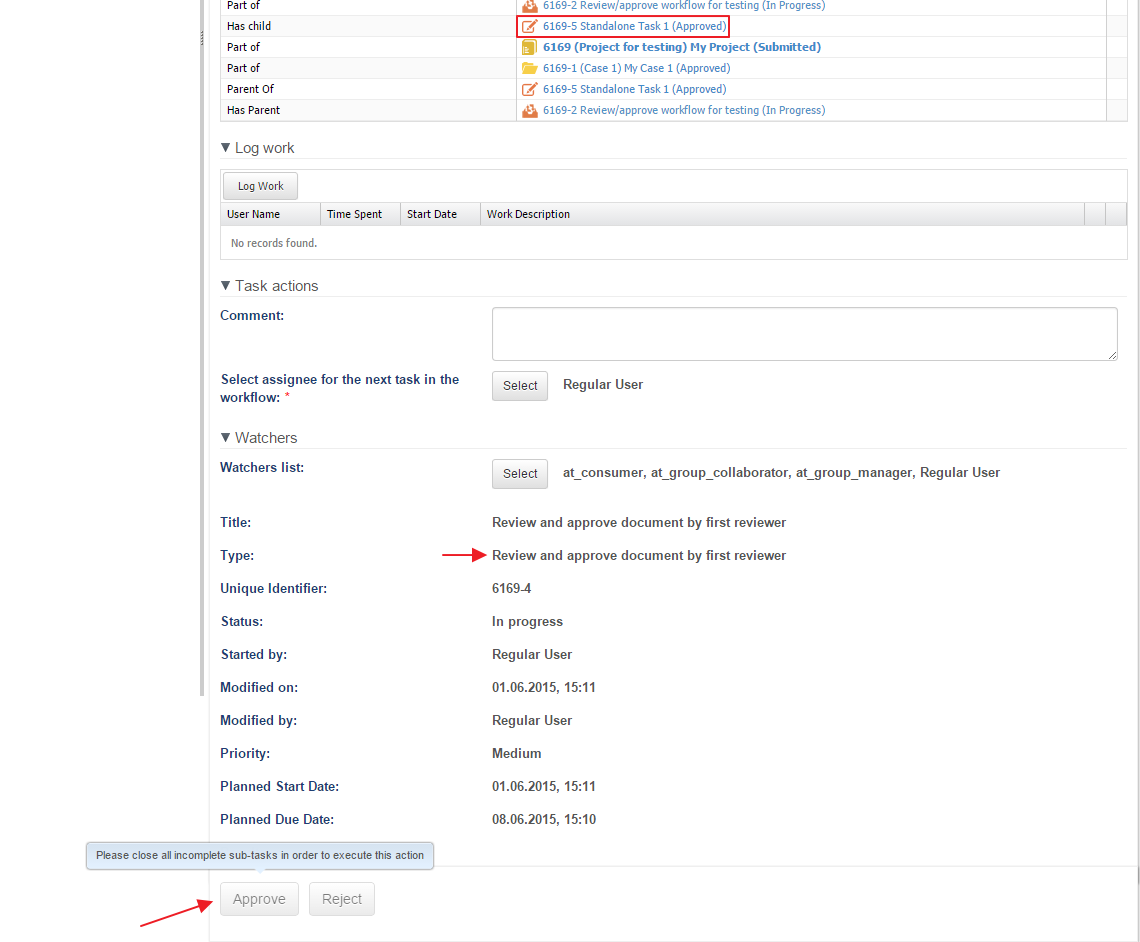 Part of 6169-2 Review/approve workflow for testing (In Progress)
Has child 6169-5 Standalone Task 1 (Approved)
Part of 6169 (Project for testing) My Project (Submitted)
Part of 6169-1 (Case 1) My Case 1 (Approved)
Parent Of 6169-5 Standalone Task 1 (Approved)
Has Parent 6169-2 Review/approve workflow for testing (In Progress)
Log work
Log Work
User Name Time Spent Start Date Work Description
No records found.
Task actions
Comment:
Select assignee for the next task in the
workflow: * Select Regular User
Watchers
Watchers list: Select at_consumer, at_group_collaborator, at_group_manager, Regular User
Title: Review and approve document by first reviewer
Type: Review and approve document by first reviewer
Unique Identifier: 6169-4
Status: In progress
Started by: Regular User
Modified on: 01.06.2015, 15:11
Modified by: Regular User
Priority: Medium
Planned Start Date: 01.06.2015, 15:11
Planned Due Date: 08.06.2015, 15:10
Please close all incomplete sub-tasks in order to execute this action
Approve Reject